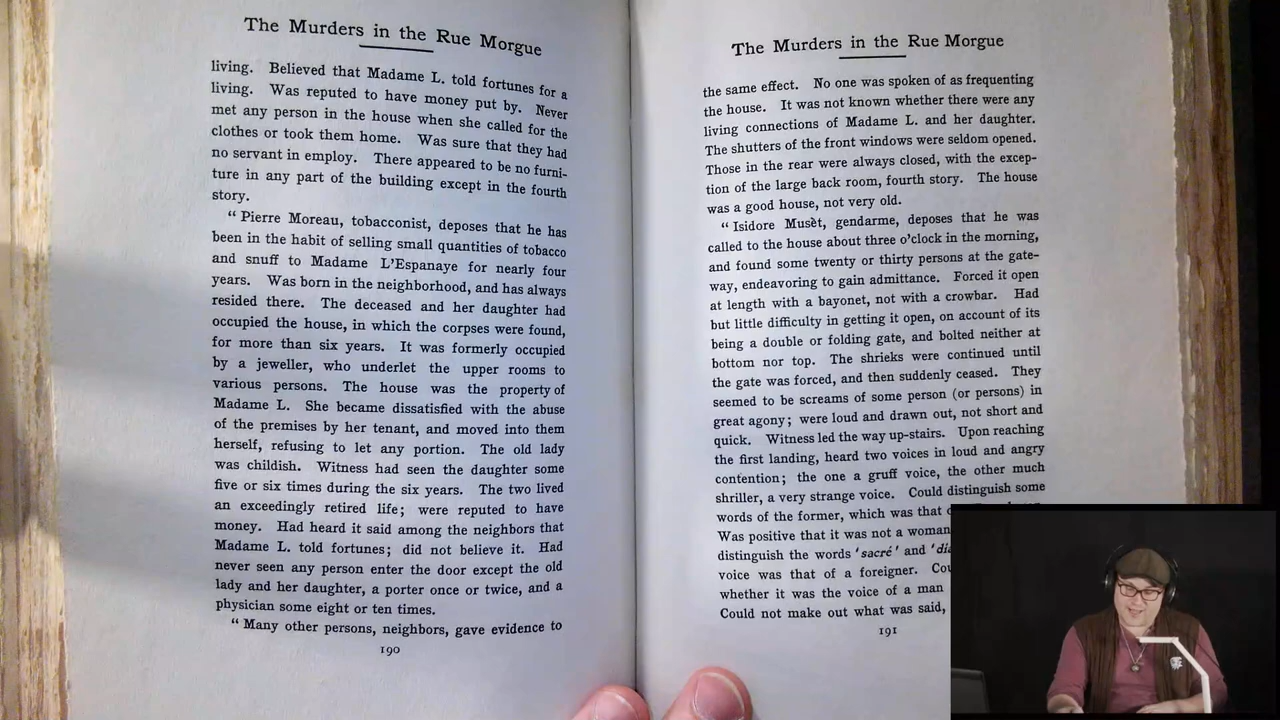 The Murders in the Rue Morgue
living. Believed that Madame L. told fortunes for a
living. Was reputed to have money put by. Never
met any person in the house when she called for the
clothes or took them home. Was sure that they had
no servant in employ. There appeared to be no furni-
ture in any part of the building except in the fourth
story.
“ Pierre Moreau, tobacconist, deposes that he has
been in the habit of selling small quantities of tobacco
and snuff to Madame L'Espanaye for nearly four
years. Was born in the neighborhood, and has always
resided there. The deceased and her daughter had
occupied the house, in which the corpses were found,
for more than six years. It was formerly occupied
by a jeweller, who underlet the upper rooms to
various persons. The house was the property of
Madame L. She became dissatisfied with the abuse
of the premises by her tenant, and moved into them
herself, refusing to let any portion. The old lady
was childish. Witness had seen the daughter some
five or six times during the six years. The two lived
an exceedingly retired life; were reputed to have
money. Had heard it said among the neighbors that
Madame L. told fortunes; did not believe it. Had
never seen any person enter the door except the old
lady and her daughter, a porter once or twice, and a
physician some eight or ten times.
“ Many other persons, neighbors, gave evidence to
190
The Murders in the Rue Morgue
the same effect. No one was spoken of as frequenting
the house. It was not known whether there were any
living connections of Madame L. and her daughter.
The shutters of the front windows were seldom opened.
Those in the rear were always closed, with the excep-
tion of the large back room, fourth story. The house
was a good house, not very old.
“ Isidore Musèt, gendarme, deposes that he was
called to the house about three o'clock in the morning,
and found some twenty or thirty persons at the gate-
way, endeavoring to gain admittance. Forced it open
at length with a bayonet, not with a crowbar. Had
but little difficulty in getting it open, on account of its
being a double or folding gate, and bolted neither at
bottom nor top. The shrieks were continued until
the gate was forced, and then suddenly ceased. They
seemed to be screams of some person (or persons) in
great agony; were loud and drawn out, not short and
quick. Witness led the way up-stairs. Upon reaching
the first landing, heard two voices in loud and angry
contention; the one a gruff voice, the other much
shriller, a very strange voice. Could distinguish some
words of the former, which was that
Was positive that it was not a woman
distinguish the words ‘sacré’ and
voice was that of a foreigner.
whether it was the voice of a man
Could not make out what was said,
191